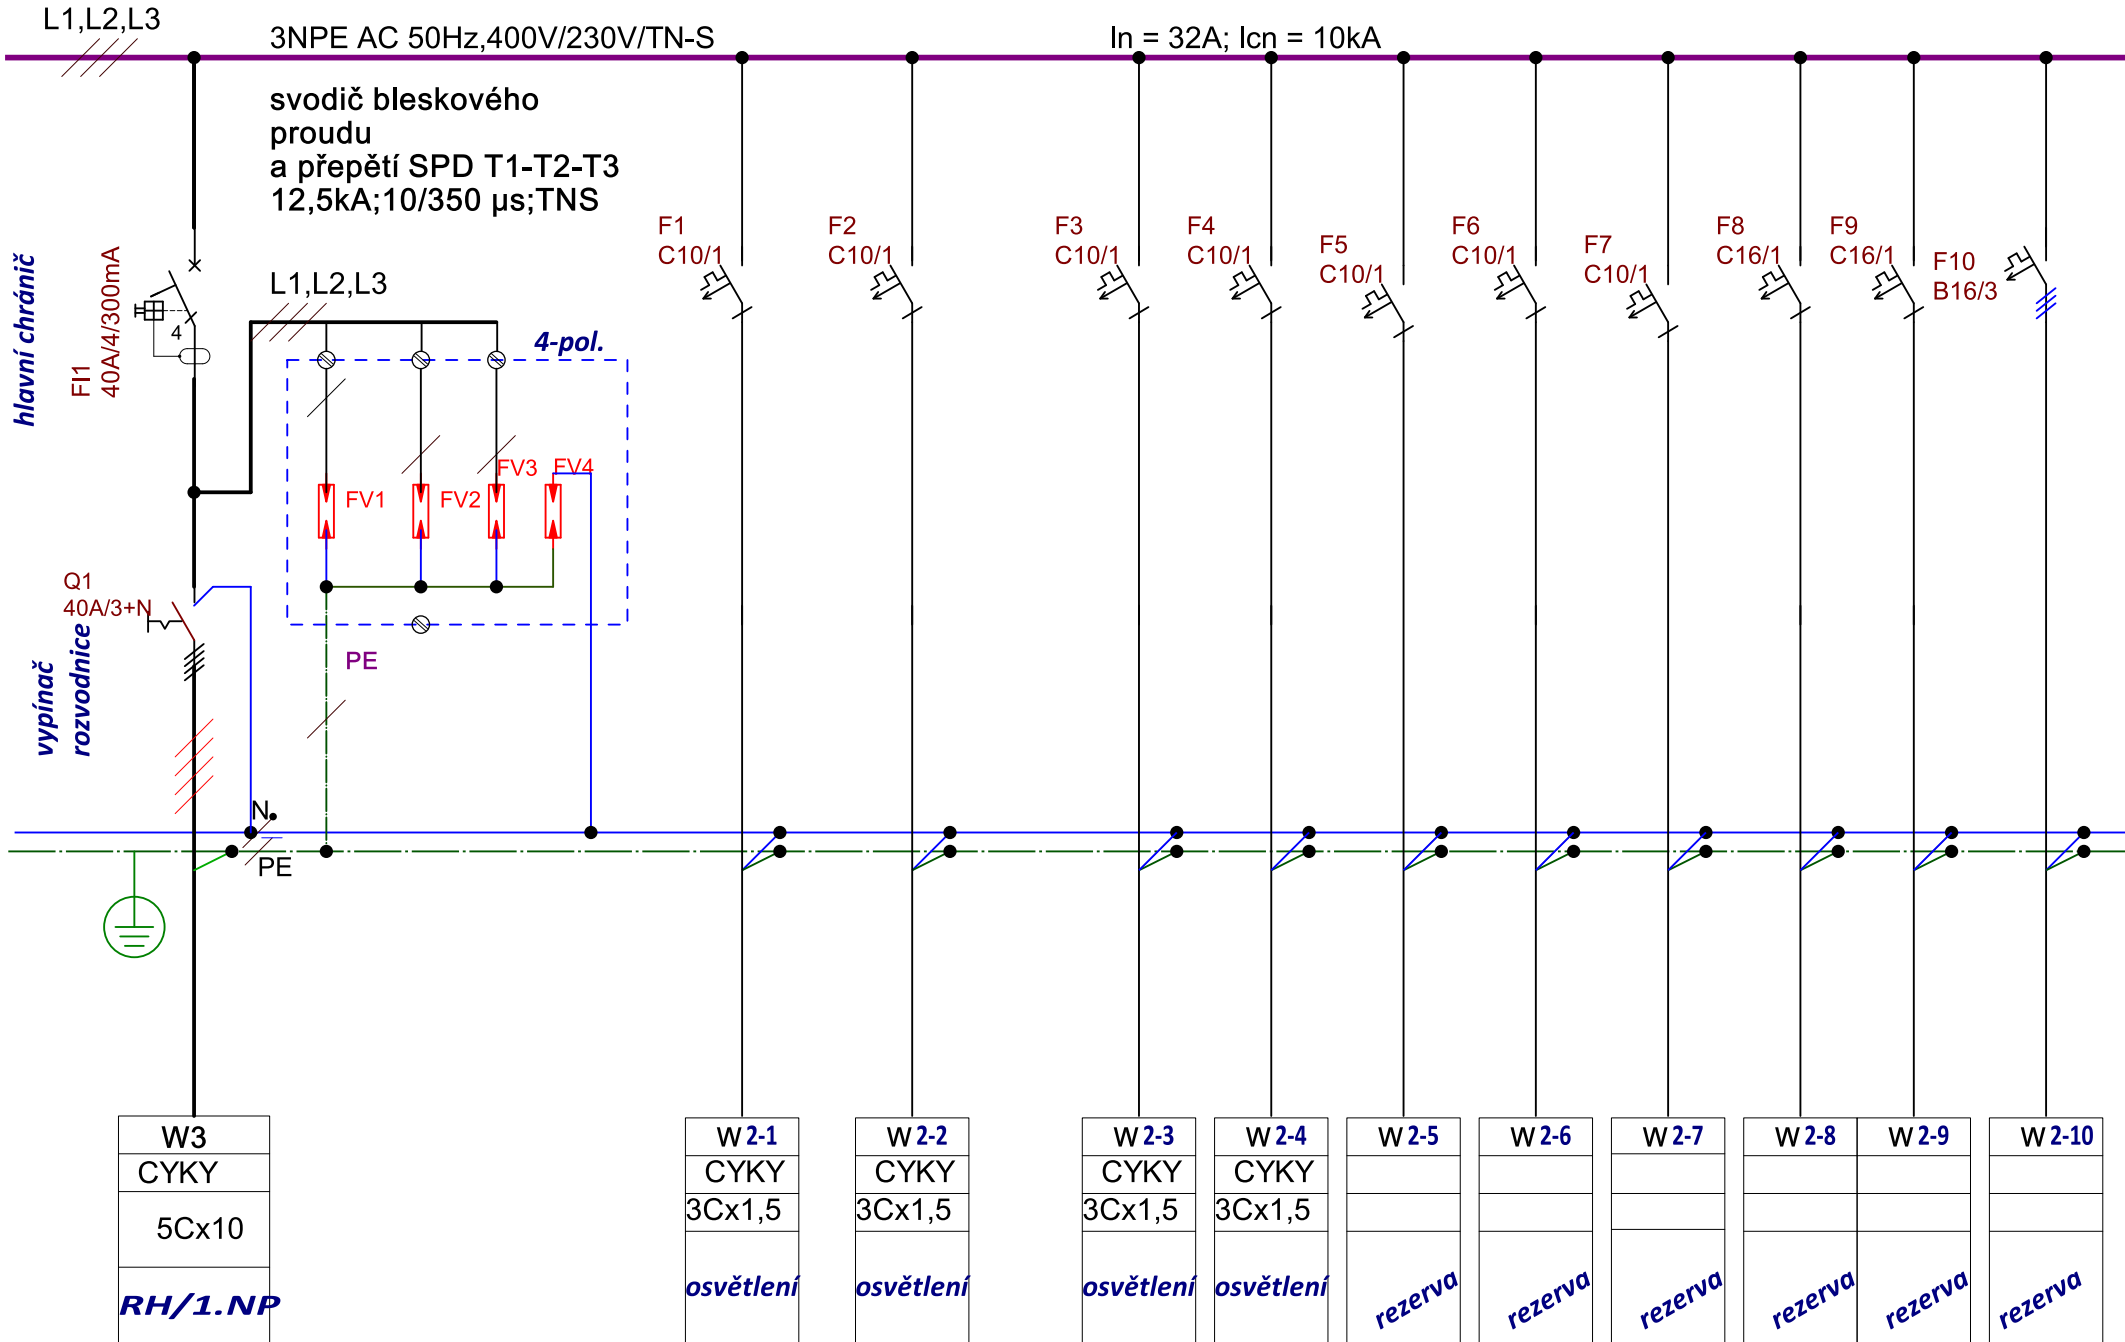 L1,L2,L3
3NPE AC 50Hz,400V/230V/TN-S
In = 32A; Icn = 10kA
svodič bleskového
proudu
a přepětí SPD T1-T2-T3
12,5kA;10/350 µs;TNS
hlavní chránič
FI1
40A/4/300mA
4
L1,L2,L3
4-pol.
FV1
FV2
FV3
FV4
PE
Q1
40A/3+N
vypínač
rozvodnice
N
PE
F1
C10/1
F2
C10/1
F3
C10/1
F4
C10/1
F5
C10/1
F6
C10/1
F7
C10/1
F8
C16/1
F9
C16/1
F10
B16/3
W3
CYKY
5Cx10
RH/1.NP
W 2-1
CYKY
3Cx1,5
osvětlení
W 2-2
CYKY
3Cx1,5
osvětlení
W 2-3
CYKY
3Cx1,5
osvětlení
W 2-4
CYKY
3Cx1,5
osvětlení
W 2-5
rezerva
W 2-6
rezerva
W 2-7
rezerva
W 2-8
rezerva
W 2-9
rezerva
W 2-10
rezerva